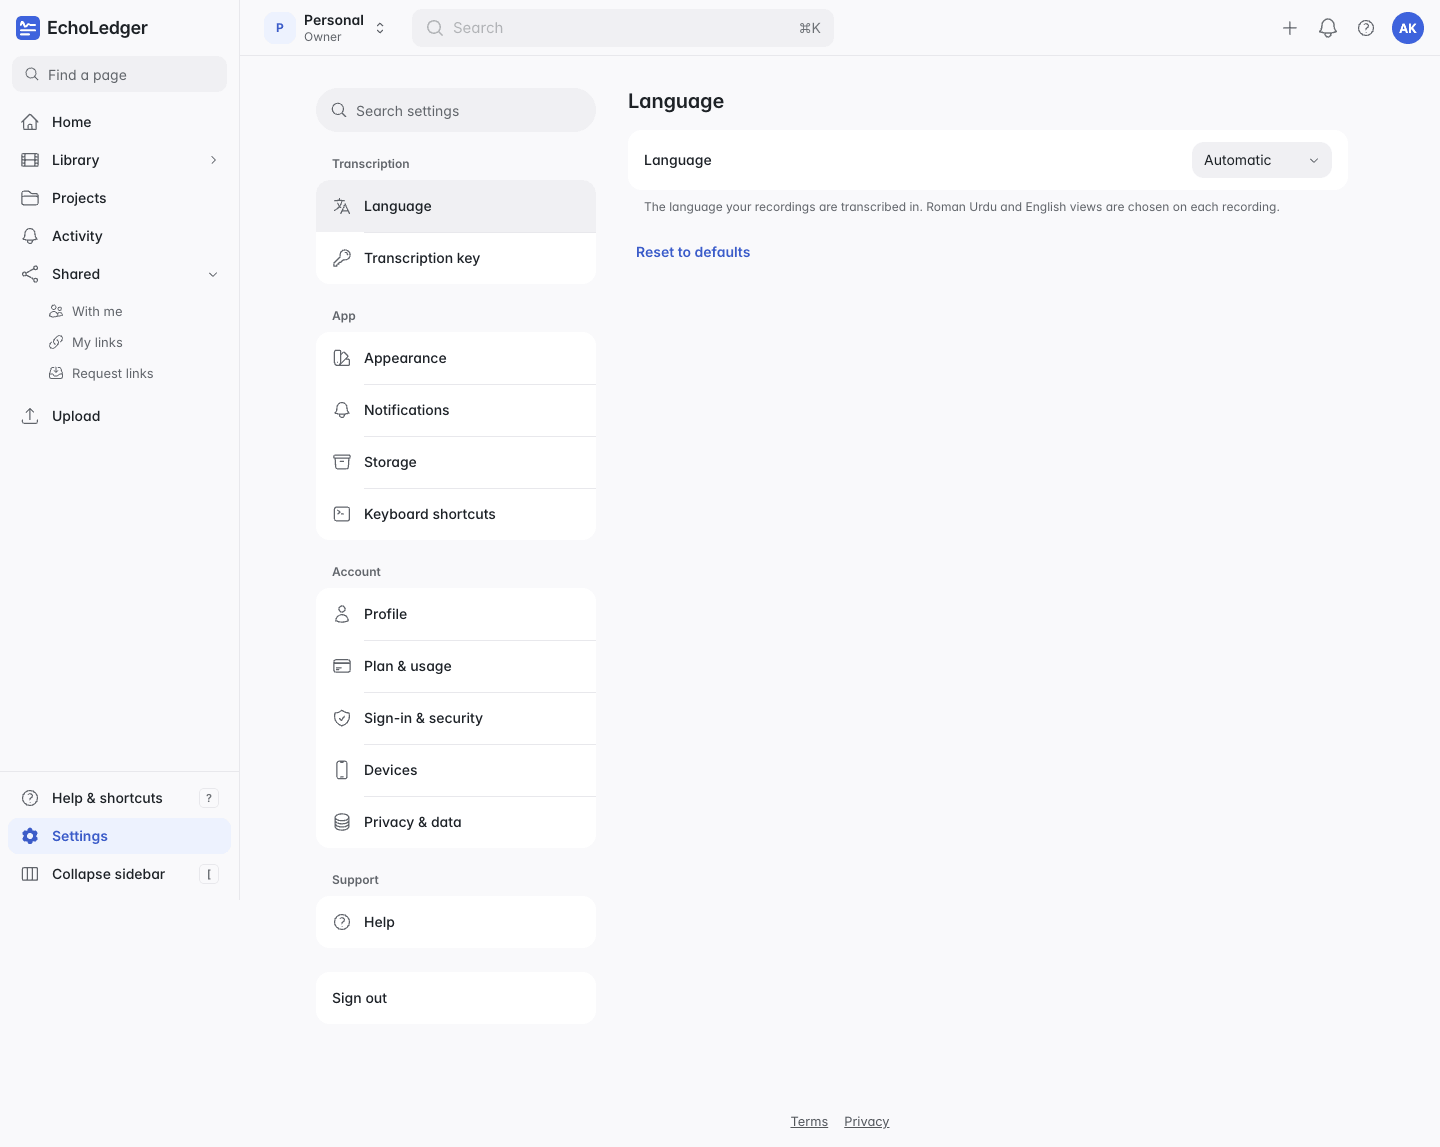 EchoLedger
Find a page
Home
Library
Projects
Activity
Shared
With me
My links
Request links
Upload
Help & shortcuts ?
Settings
Collapse sidebar [
P
Personal
Owner
Search ⌘K
AK
Search settings
Transcription
Language
Transcription key
App
Appearance
Notifications
Storage
Keyboard shortcuts
Account
Profile
Plan & usage
Sign-in & security
Devices
Privacy & data
Support
Help
Sign out
Language
Language Automatic
The language your recordings are transcribed in. Roman Urdu and English views are chosen on each recording.
Reset to defaults
Terms Privacy